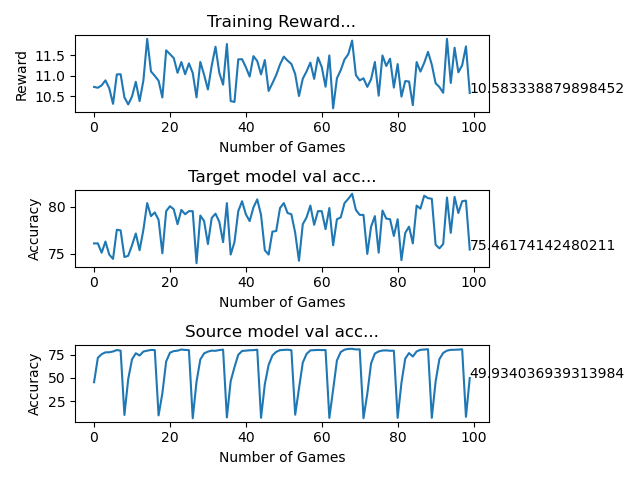 Training Reward...
Reward
11.5
11.0
10.5
10.583338879898452
0 20 40 60 80 100
Number of Games
Target model val acc...
Accuracy
80
75
75.46174142480211
0 20 40 60 80 100
Number of Games
Source model val acc...
Accuracy
75
50
25
49.934036939313984
0 20 40 60 80 100
Number of Games